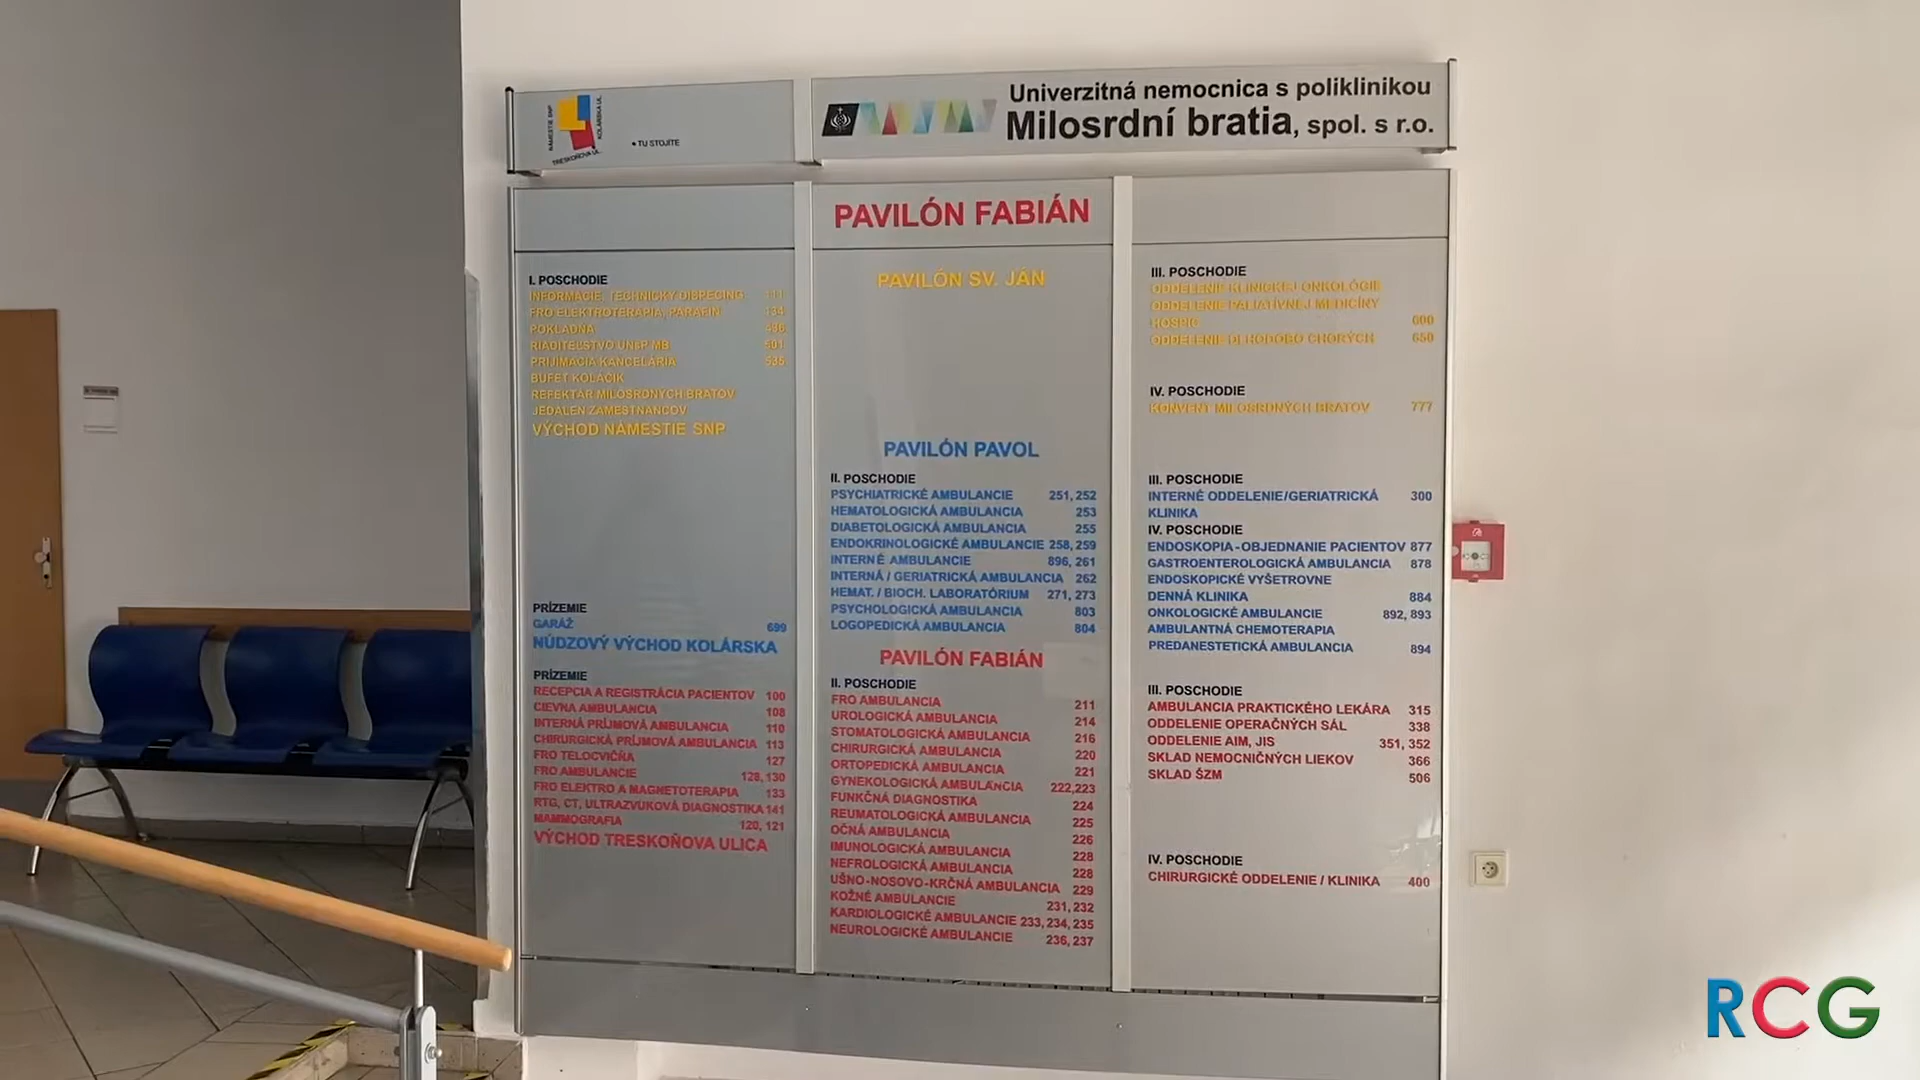 NÁMESTIE SNP
KOLÁRSKA UL.
TRESKOŇOVA UL.
• TU STOJÍTE
Univerzitná nemocnica s poliklinikou
Milosrdní bratia, spol. s r.o.
PAVILÓN FABIÁN
I. POSCHODIE
INFORMÁCIE, TECHNICKÝ DISPEČING 111
FRO ELEKTROTERAPIA, PARAFÍN 134
POKLADŇA
RIADITEĽSTVO UNsP MB 501
PRIJÍMACIA KANCELÁRIA 535
BUFET KOLÁČIK
REFEKTÁR MILOSRDNÝCH BRATOV
JEDÁLEŇ ZAMESTNANCOV
VÝCHOD NÁMESTIE SNP
PRÍZEMIE
GARÁŽ 699
NÚDZOVÝ VÝCHOD KOLÁRSKA
PRÍZEMIE
RECEPCIA A REGISTRÁCIA PACIENTOV 100
CIEVNA AMBULANCIA 108
INTERNÁ PRÍJMOVÁ AMBULANCIA 110
CHIRURGICKÁ PRÍJMOVÁ AMBULANCIA 113
FRO TELOCVIČŇA 127
FRO AMBULANCIE 128, 130
FRO ELEKTRO A MAGNETOTERAPIA 133
RTG, CT, ULTRAZVUKOVÁ DIAGNOSTIKA 141
MAMMOGRAFIA 120, 121
VÝCHOD TRESKOŇOVA ULICA
PAVILÓN SV. JÁN
PAVILÓN PAVOL
II. POSCHODIE
PSYCHIATRICKÉ AMBULANCIE 251, 252
HEMATOLOGICKÁ AMBULANCIA 253
DIABETOLOGICKÁ AMBULANCIA 255
ENDOKRINOLOGICKÉ AMBULANCIE 258, 259
INTERNÉ AMBULANCIE 896, 261
INTERNÁ / GERIATRICKÁ AMBULANCIA 262
HEMAT. / BIOCH. LABORATÓRIUM 271, 273
PSYCHOLOGICKÁ AMBULANCIA 803
LOGOPEDICKÁ AMBULANCIA 804
PAVILÓN FABIÁN
II. POSCHODIE
FRO AMBULANCIA 211
UROLOGICKÁ AMBULANCIA 214
STOMATOLOGICKÁ AMBULANCIA 216
CHIRURGICKÁ AMBULANCIA 220
ORTOPEDICKÁ AMBULANCIA 221
GYNEKOLOGICKÁ AMBULANCIA 222,223
FUNKČNÁ DIAGNOSTIKA 224
REUMATOLOGICKÁ AMBULANCIA 225
OČNÁ AMBULANCIA 226
IMUNOLOGICKÁ AMBULANCIA 228
NEFROLOGICKÁ AMBULANCIA 228
UŠNO-NOSOVO-KRČNÁ AMBULANCIA 229
KOŽNÉ AMBULANCIE 231, 232
KARDIOLOGICKÉ AMBULANCIE 233, 234, 235
NEUROLOGICKÉ AMBULANCIE 236, 237
III. POSCHODIE
ODDELENIE KLINICKEJ ONKOLÓGIE
ODDELENIE PALIATÍVNEJ MEDICÍNY
HOSPIC 600
ODDELENIE DLHODOBO CHORÝCH 650
IV. POSCHODIE
KONVENT MILOSRDNÝCH BRATOV 777
III. POSCHODIE
INTERNÉ ODDELENIE/GERIATRICKÁ 300
KLINIKA
IV. POSCHODIE
ENDOSKOPIA-OBJEDNANIE PACIENTOV 877
GASTROENTEROLOGICKÁ AMBULANCIA 878
ENDOSKOPICKÉ VYŠETROVNE
DENNÁ KLINIKA 884
ONKOLOGICKÉ AMBULANCIE 892, 893
AMBULANTNÁ CHEMOTERAPIA
PREDANESTETICKÁ AMBULANCIA 894
III. POSCHODIE
AMBULANCIA PRAKTICKÉHO LEKÁRA 315
ODDELENIE OPERAČNÝCH SÁL 338
ODDELENIE AIM, JIS 351, 352
SKLAD NEMOCNIČNÝCH LIEKOV 366
SKLAD ŠZM 506
IV. POSCHODIE
CHIRURGICKÉ ODDELENIE / KLINIKA 400
RCG